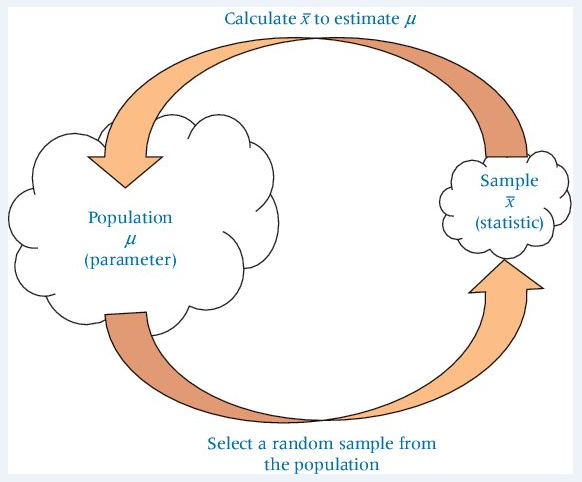 Calculate x̄ to estimate μ
Population
μ
(parameter)
Sample
x̄
(statistic)
Select a random sample from
the population